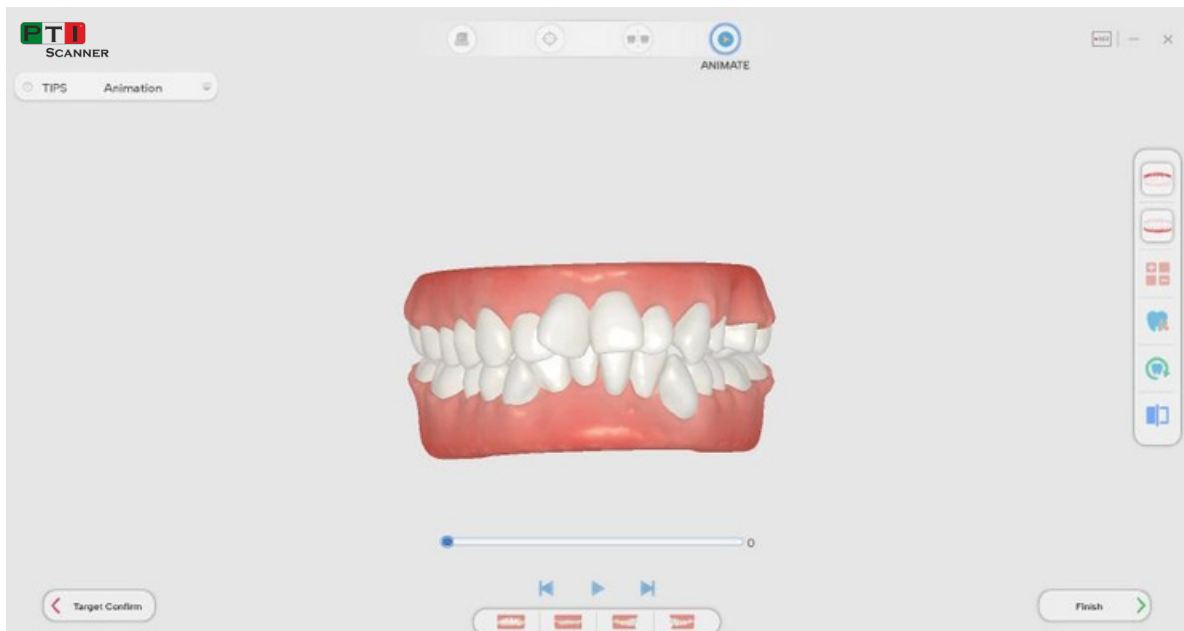 PTI
SCANNER
ANIMATE
TIPS Animation
0
Target Confirm
Finish